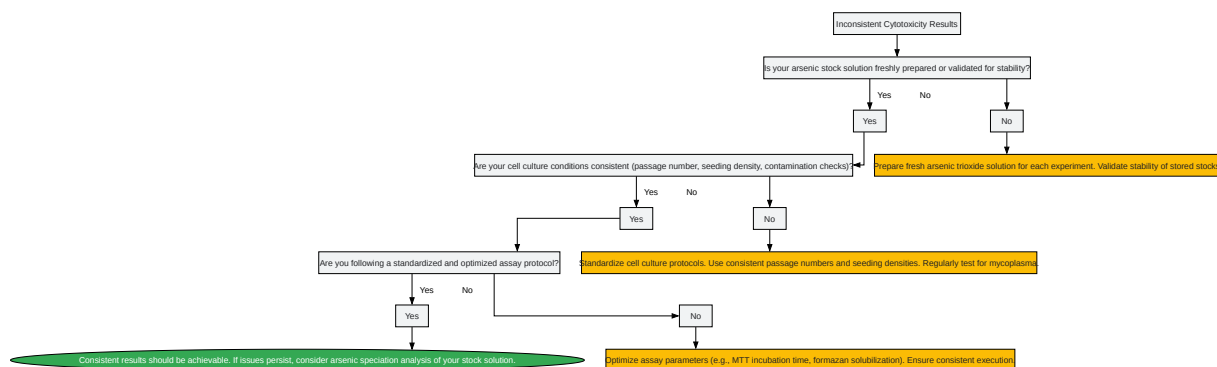 Inconsistent Cytotoxicity Results
Is your arsenic stock solution freshly prepared or validated for stability?
Yes No
Yes No
Are your cell culture conditions consistent (passage number, seeding density, contamination checks)?
Prepare fresh arsenic trioxide solution for each experiment. Validate stability of stored stocks.
Yes No
Yes No
Are you following a standardized and optimized assay protocol?
Standardize cell culture protocols. Use consistent passage numbers and seeding densities. Regularly test for mycoplasma.
Yes No
Yes No
Consistent results should be achievable. If issues persist, consider arsenic speciation analysis of your stock solution.
Optimize assay parameters (e.g., MTT incubation time, formazan solubilization). Ensure consistent execution.